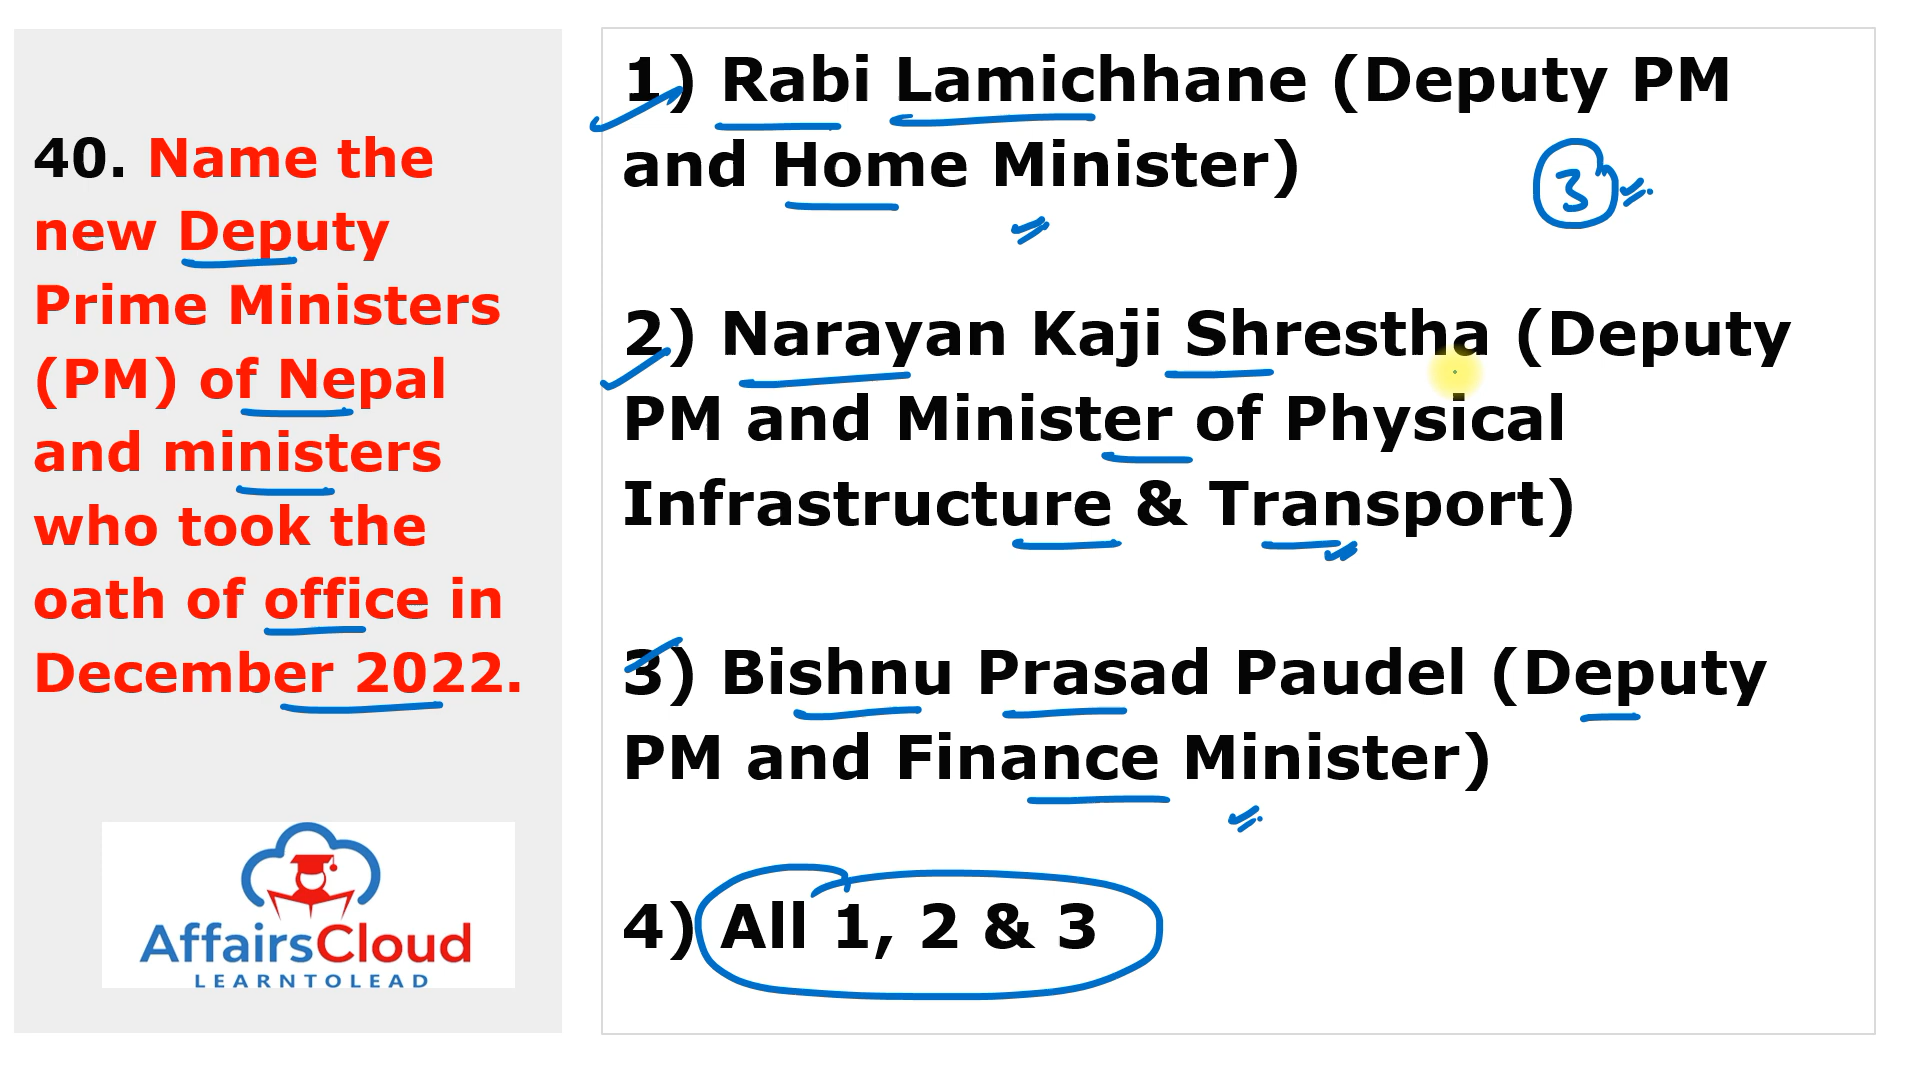 40. Name the
new Deputy
Prime Ministers
(PM) of Nepal
and ministers
who took the
oath of office in
December 2022.
AffairsCloud
LEARNTOLEAD
1) Rabi Lamichhane (Deputy PM
and Home Minister)
3
2) Narayan Kaji Shrestha (Deputy
PM and Minister of Physical
Infrastructure & Transport)
3) Bishnu Prasad Paudel (Deputy
PM and Finance Minister)
4) All 1, 2 & 3